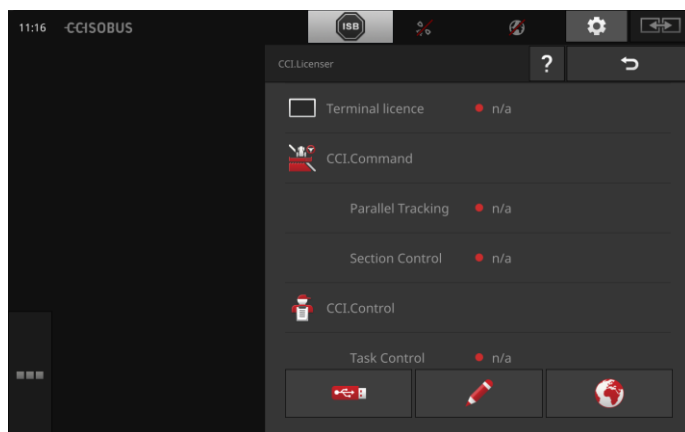 11:16
CCISOBUS
ISB
CCI.Licenser
?
Terminal licence n/a
CCI.Command
Parallel Tracking n/a
Section Control n/a
CCI.Control
Task Control n/a